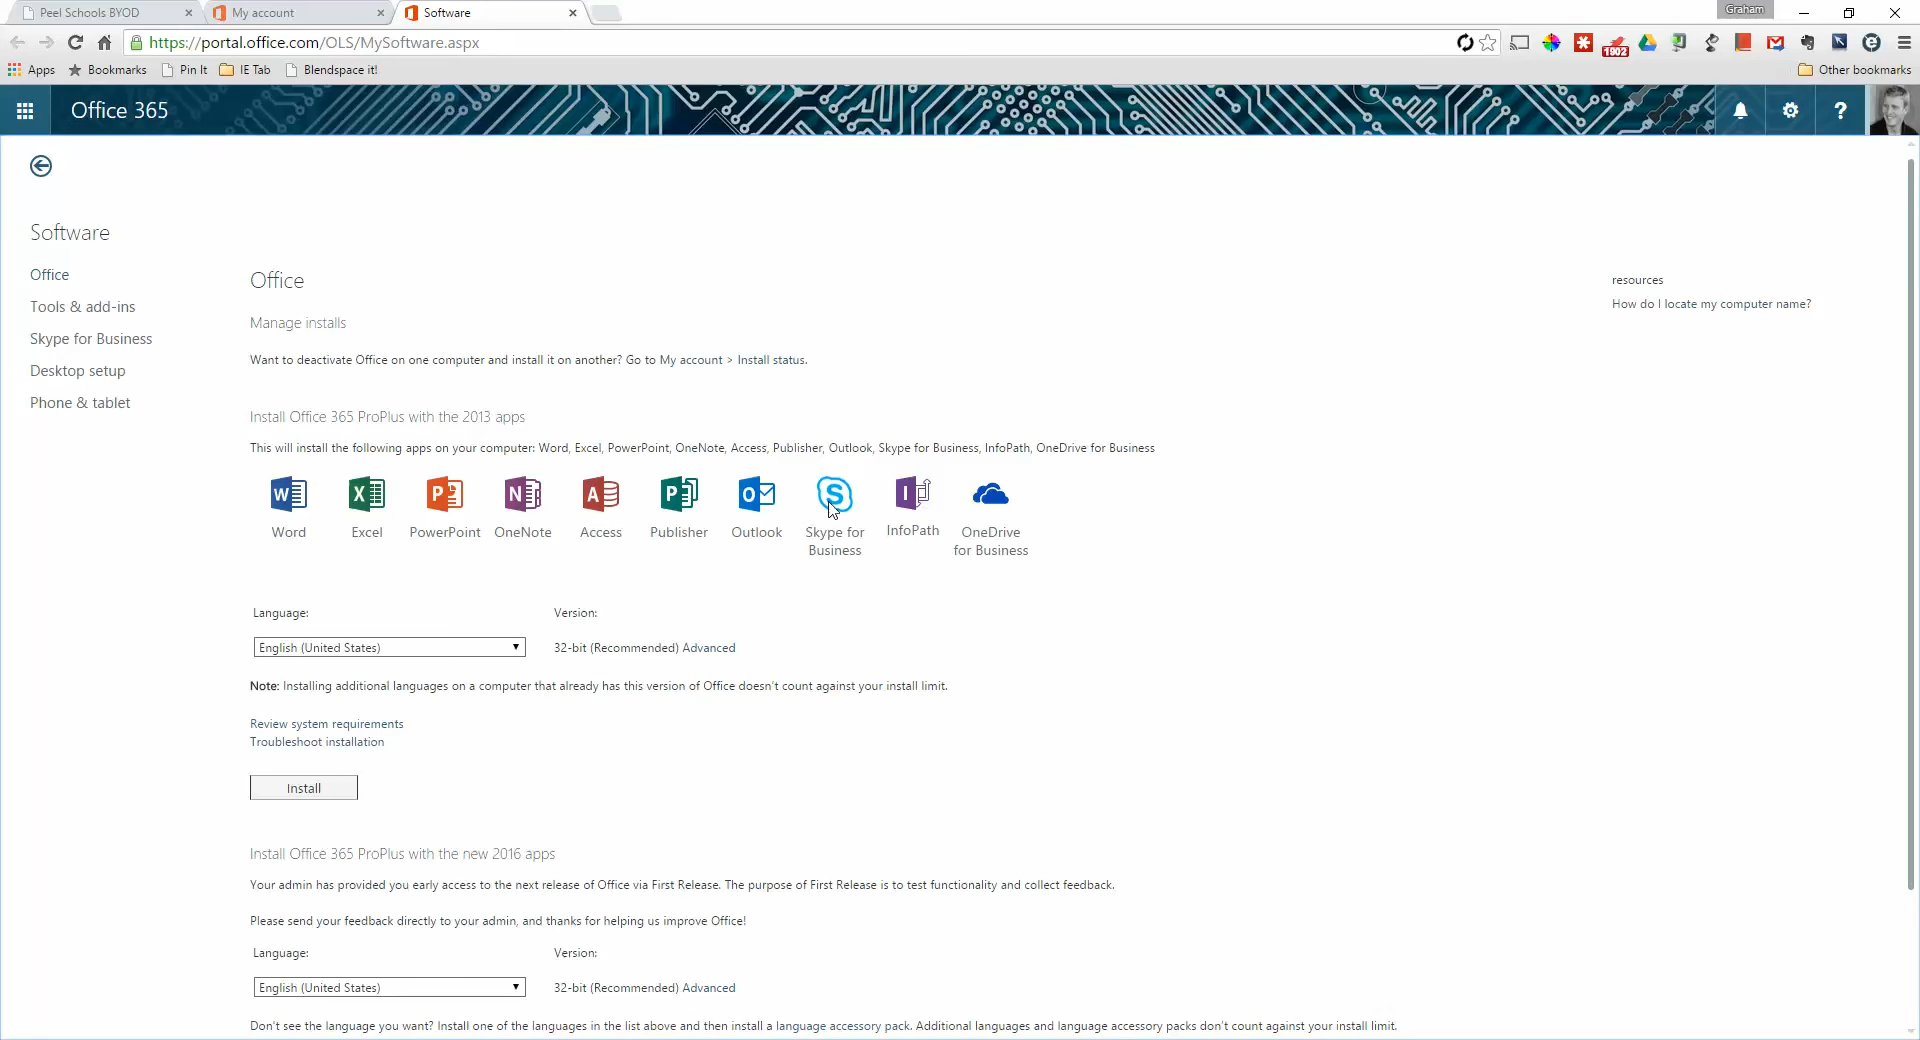 Peel Schools BYOD
My account
Software
Graham
https://portal.office.com/OLS/MySoftware.aspx
1902
Apps
Bookmarks
Pin It
IE Tab
Blendspace it!
Other bookmarks
Office 365
?
Software
Office
Tools & add-ins
Skype for Business
Desktop setup
Phone & tablet
Office
Manage installs
Want to deactivate Office on one computer and install it on another? Go to My account > Install status.
resources
How do I locate my computer name?
Install Office 365 ProPlus with the 2013 apps
This will install the following apps on your computer: Word, Excel, PowerPoint, OneNote, Access, Publisher, Outlook, Skype for Business, InfoPath, OneDrive for Business
Word
Excel
PowerPoint
OneNote
Access
Publisher
Outlook
Skype for
Business
InfoPath
OneDrive
for Business
Language:
Version:
English (United States)
32-bit (Recommended) Advanced
Note: Installing additional languages on a computer that already has this version of Office doesn't count against your install limit.
Review system requirements
Troubleshoot installation
Install
Install Office 365 ProPlus with the new 2016 apps
Your admin has provided you early access to the next release of Office via First Release. The purpose of First Release is to test functionality and collect feedback.
Please send your feedback directly to your admin, and thanks for helping us improve Office!
Language:
Version:
English (United States)
32-bit (Recommended) Advanced
Don't see the language you want? Install one of the languages in the list above and then install a language accessory pack. Additional languages and language accessory packs don't count against your install limit.